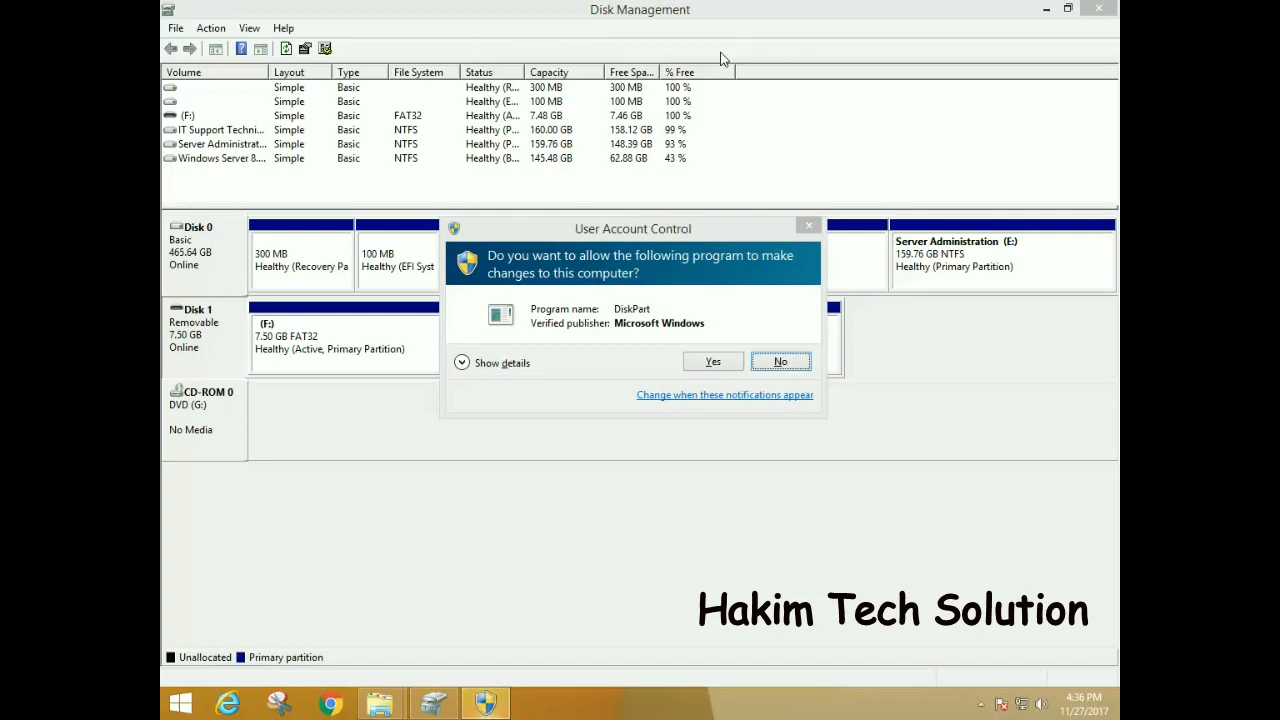 Disk Management
File Action View Help
Volume Layout Type File System Status Capacity Free Spa... % Free
Simple Basic Healthy (R... 300 MB 300 MB 100 %
Simple Basic Healthy (E... 100 MB 100 MB 100 %
(F:) Simple Basic FAT32 Healthy (A... 7.48 GB 7.46 GB 100 %
IT Support Techni... Simple Basic NTFS Healthy (P... 160.00 GB 158.12 GB 99 %
Server Administrat... Simple Basic NTFS Healthy (P... 159.76 GB 148.39 GB 93 %
Windows Server 8.... Simple Basic NTFS Healthy (B... 145.48 GB 62.88 GB 43 %
Disk 0
Basic
465.64 GB
Online
300 MB
Healthy (Recovery Pa
100 MB
Healthy (EFI Syst
Server Administration (E:)
159.76 GB NTFS
Healthy (Primary Partition)
User Account Control
Do you want to allow the following program to make
changes to this computer?
Program name: DiskPart
Verified publisher: Microsoft Windows
Show details
Yes
No
Change when these notifications appear
Disk 1
Removable
7.50 GB
Online
(F:)
7.50 GB FAT32
Healthy (Active, Primary Partition)
CD-ROM 0
DVD (G:)
No Media
Hakim Tech Solution
Unallocated Primary partition
4:36 PM
11/27/2017